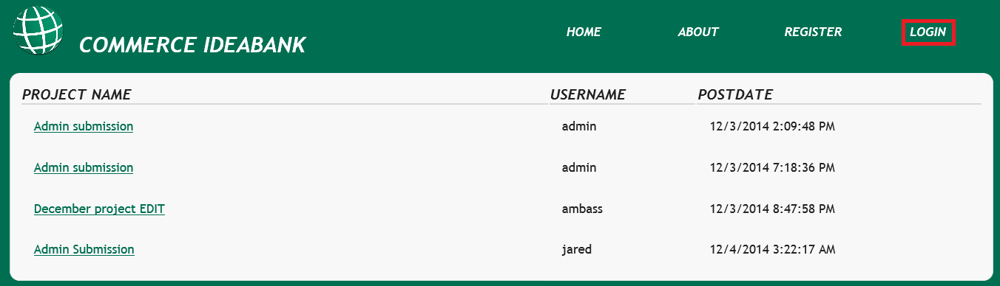 COMMERCE IDEABANK HOME ABOUT REGISTER LOGIN
PROJECT NAME USERNAME POSTDATE
Admin submission admin 12/3/2014 2:09:48 PM
Admin submission admin 12/3/2014 7:18:36 PM
December project EDIT ambass 12/3/2014 8:47:58 PM
Admin Submission jared 12/4/2014 3:22:17 AM